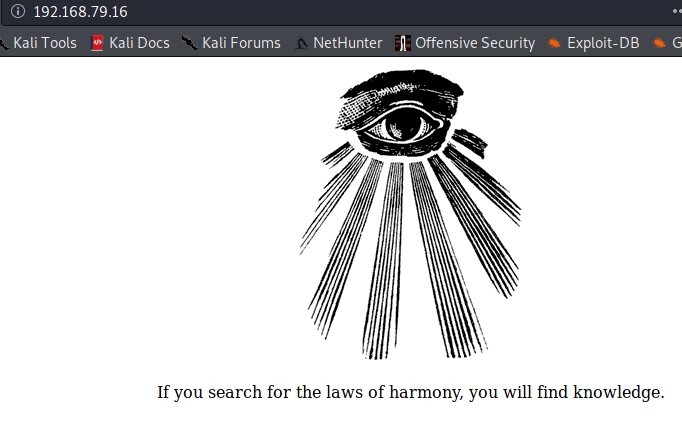 192.168.79.16
Kali Tools Kali Docs Kali Forums NetHunter Offensive Security Exploit-DB G
If you search for the laws of harmony, you will find knowledge.